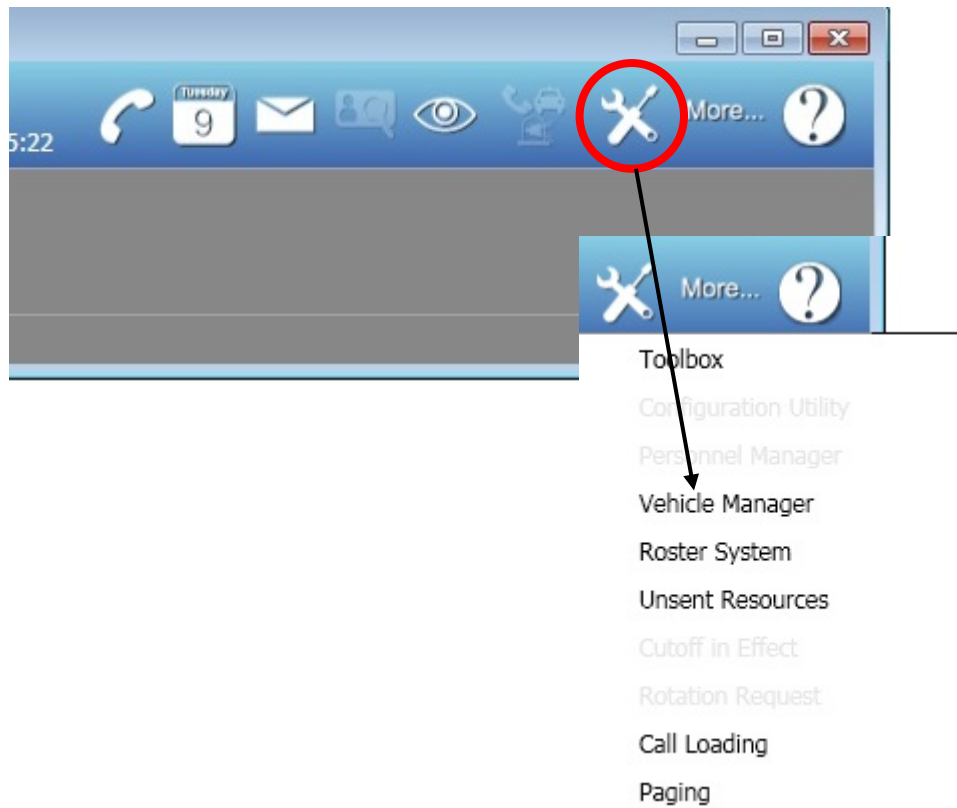 5:22
Tuesday
9
More...
?
More...
?
Toolbox
Configuration Utility
Personnel Manager
Vehicle Manager
Roster System
Unsent Resources
Cutoff in Effect
Rotation Request
Call Loading
Paging